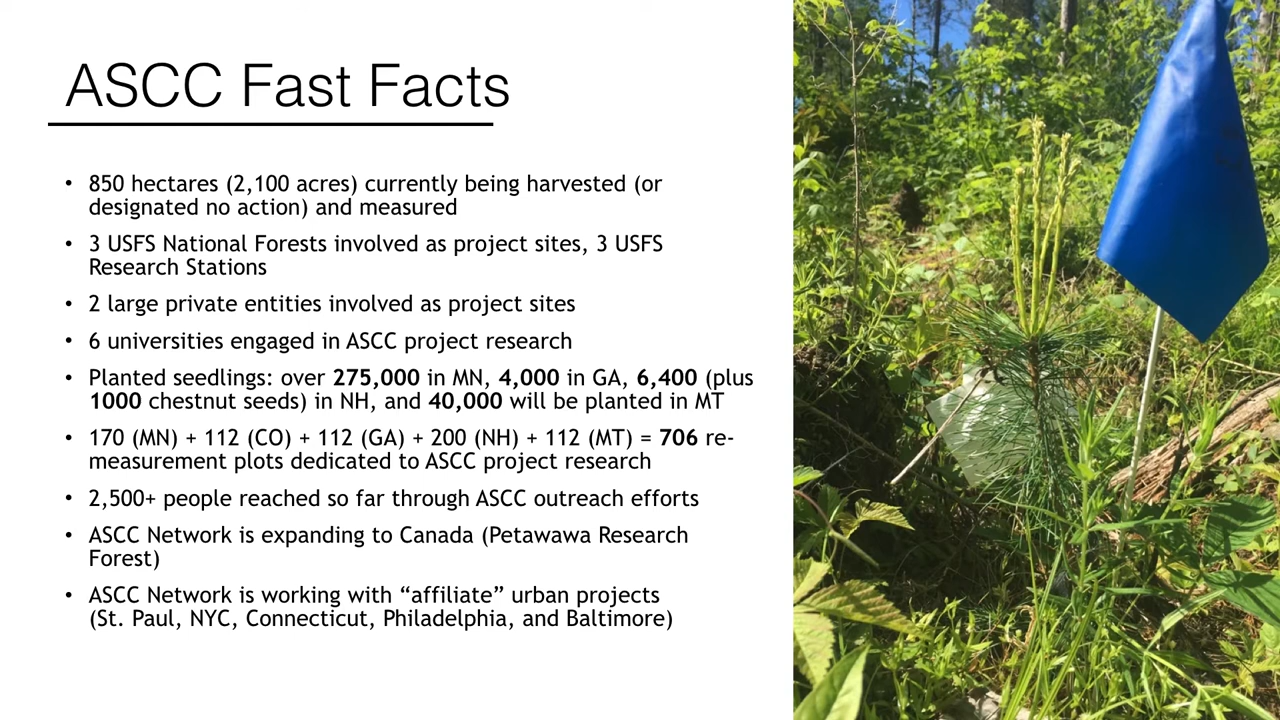 ASCC Fast Facts
• 850 hectares (2,100 acres) currently being harvested (or
designated no action) and measured
• 3 USFS National Forests involved as project sites, 3 USFS
Research Stations
• 2 large private entities involved as project sites
• 6 universities engaged in ASCC project research
• Planted seedlings: over 275,000 in MN, 4,000 in GA, 6,400 (plus
1000 chestnut seeds) in NH, and 40,000 will be planted in MT
• 170 (MN) + 112 (CO) + 112 (GA) + 200 (NH) + 112 (MT) = 706 re-
measurement plots dedicated to ASCC project research
• 2,500+ people reached so far through ASCC outreach efforts
• ASCC Network is expanding to Canada (Petawawa Research
Forest)
• ASCC Network is working with “affiliate” urban projects
(St. Paul, NYC, Connecticut, Philadelphia, and Baltimore)